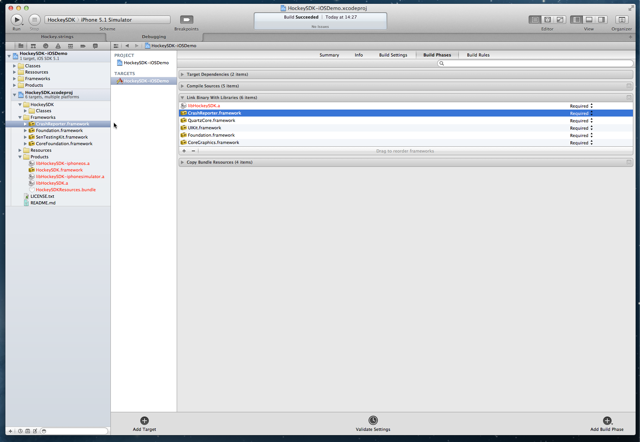 HockeySDK-iOSDemo.xcodeproj
HockeySDK
iPhone 5.1 Simulator
Build Succeeded
Today at 14:27
No Issues
Run
Stop
Scheme
Breakpoints
Editor
View
Organizer
Hockey-strings
Debugging
HockeySDK-iOSDemo
1 target, iOS SDK 5.1
Classes
Resources
Frameworks
Products
HockeySDK.xcodeproj
HockeySDK
Classes
Frameworks
CrashReporter.framework
Foundation.framework
SenTestingKit.framework
CoreFoundation.framework
Resources
Products
libHockeySDK-iphoneos.a
HockeySDK.framework
libHockeySDK-iphonesimulator.a
libHockeySDK.a
HockeySDKResources.bundle
LICENSE.txt
README.md
HockeySDK-iOSDemo
PROJECT
HockeySDK-iOSDemo
TARGETS
HockeySDK-iOSDemo
Summary
Info
Build Settings
Build Phases
Build Rules
Target Dependencies (2 items)
Compile Sources (5 items)
Link Binary With Libraries (6 items)
libHockeySDK.a Required
CrashReporter.framework Required
QuartzCore.framework Required
UIKit.framework Required
Foundation.framework Required
CoreGraphics.framework Required
Drag to reorder frameworks
Copy Bundle Resources (4 items)
Add Target
Validate Settings
Add Build Phase